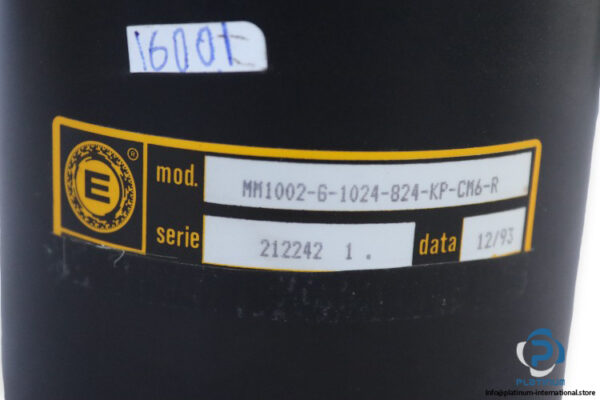 1600t
E ®
mod. MM1002-6-1024-824-KP-CM6-R
serie 212242 1 . data 12/93
P
PLATINUM
info@platinum-international.store